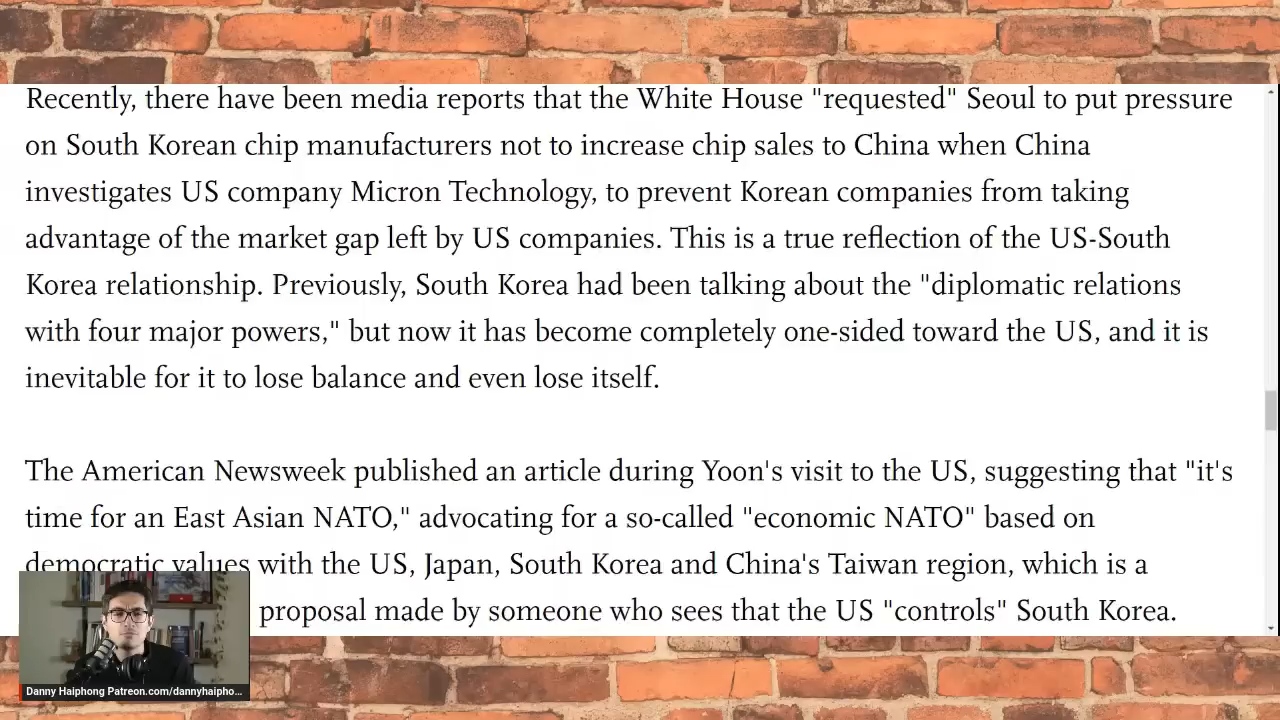 Recently, there have been media reports that the White House "requested" Seoul to put pressure
on South Korean chip manufacturers not to increase chip sales to China when China
investigates US company Micron Technology, to prevent Korean companies from taking
advantage of the market gap left by US companies. This is a true reflection of the US-South
Korea relationship. Previously, South Korea had been talking about the "diplomatic relations
with four major powers," but now it has become completely one-sided toward the US, and it is
inevitable for it to lose balance and even lose itself.
The American Newsweek published an article during Yoon's visit to the US, suggesting that "it's
time for an East Asian NATO," advocating for a so-called "economic NATO" based on
democratic values with the US, Japan, South Korea and China's Taiwan region, which is a
proposal made by someone who sees that the US "controls" South Korea.
Danny Haiphong Patreon.com/dannyhaipho...